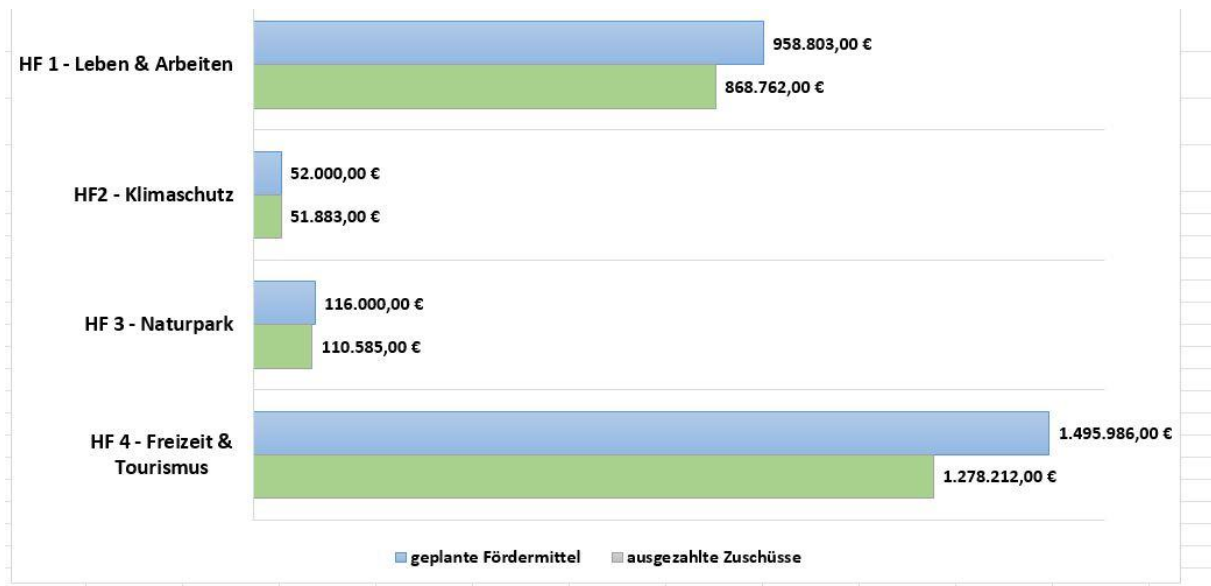 HF 1 - Leben & Arbeiten
958.803,00 €
868.762,00 €
HF2 - Klimaschutz
52.000,00 €
51.883,00 €
HF 3 - Naturpark
116.000,00 €
110.585,00 €
HF 4 - Freizeit &
Tourismus
1.495.986,00 €
1.278.212,00 €
geplante Fördermittel
ausgezahlte Zuschüsse